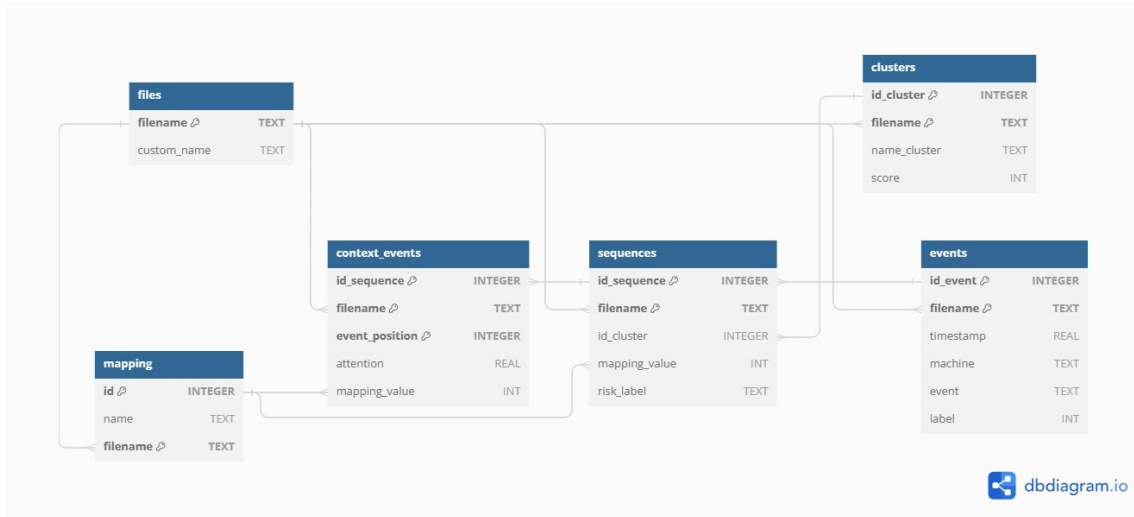 files
filename TEXT
custom_name TEXT
clusters
id_cluster INTEGER
filename TEXT
name_cluster TEXT
score INT
context_events
id_sequence INTEGER
filename TEXT
event_position INTEGER
attention REAL
mapping_value INT
sequences
id_sequence INTEGER
filename TEXT
id_cluster INTEGER
mapping_value INT
risk_label TEXT
events
id_event INTEGER
filename TEXT
timestamp REAL
machine TEXT
event TEXT
label INT
mapping
id INTEGER
name TEXT
filename TEXT
dbdiagram.io